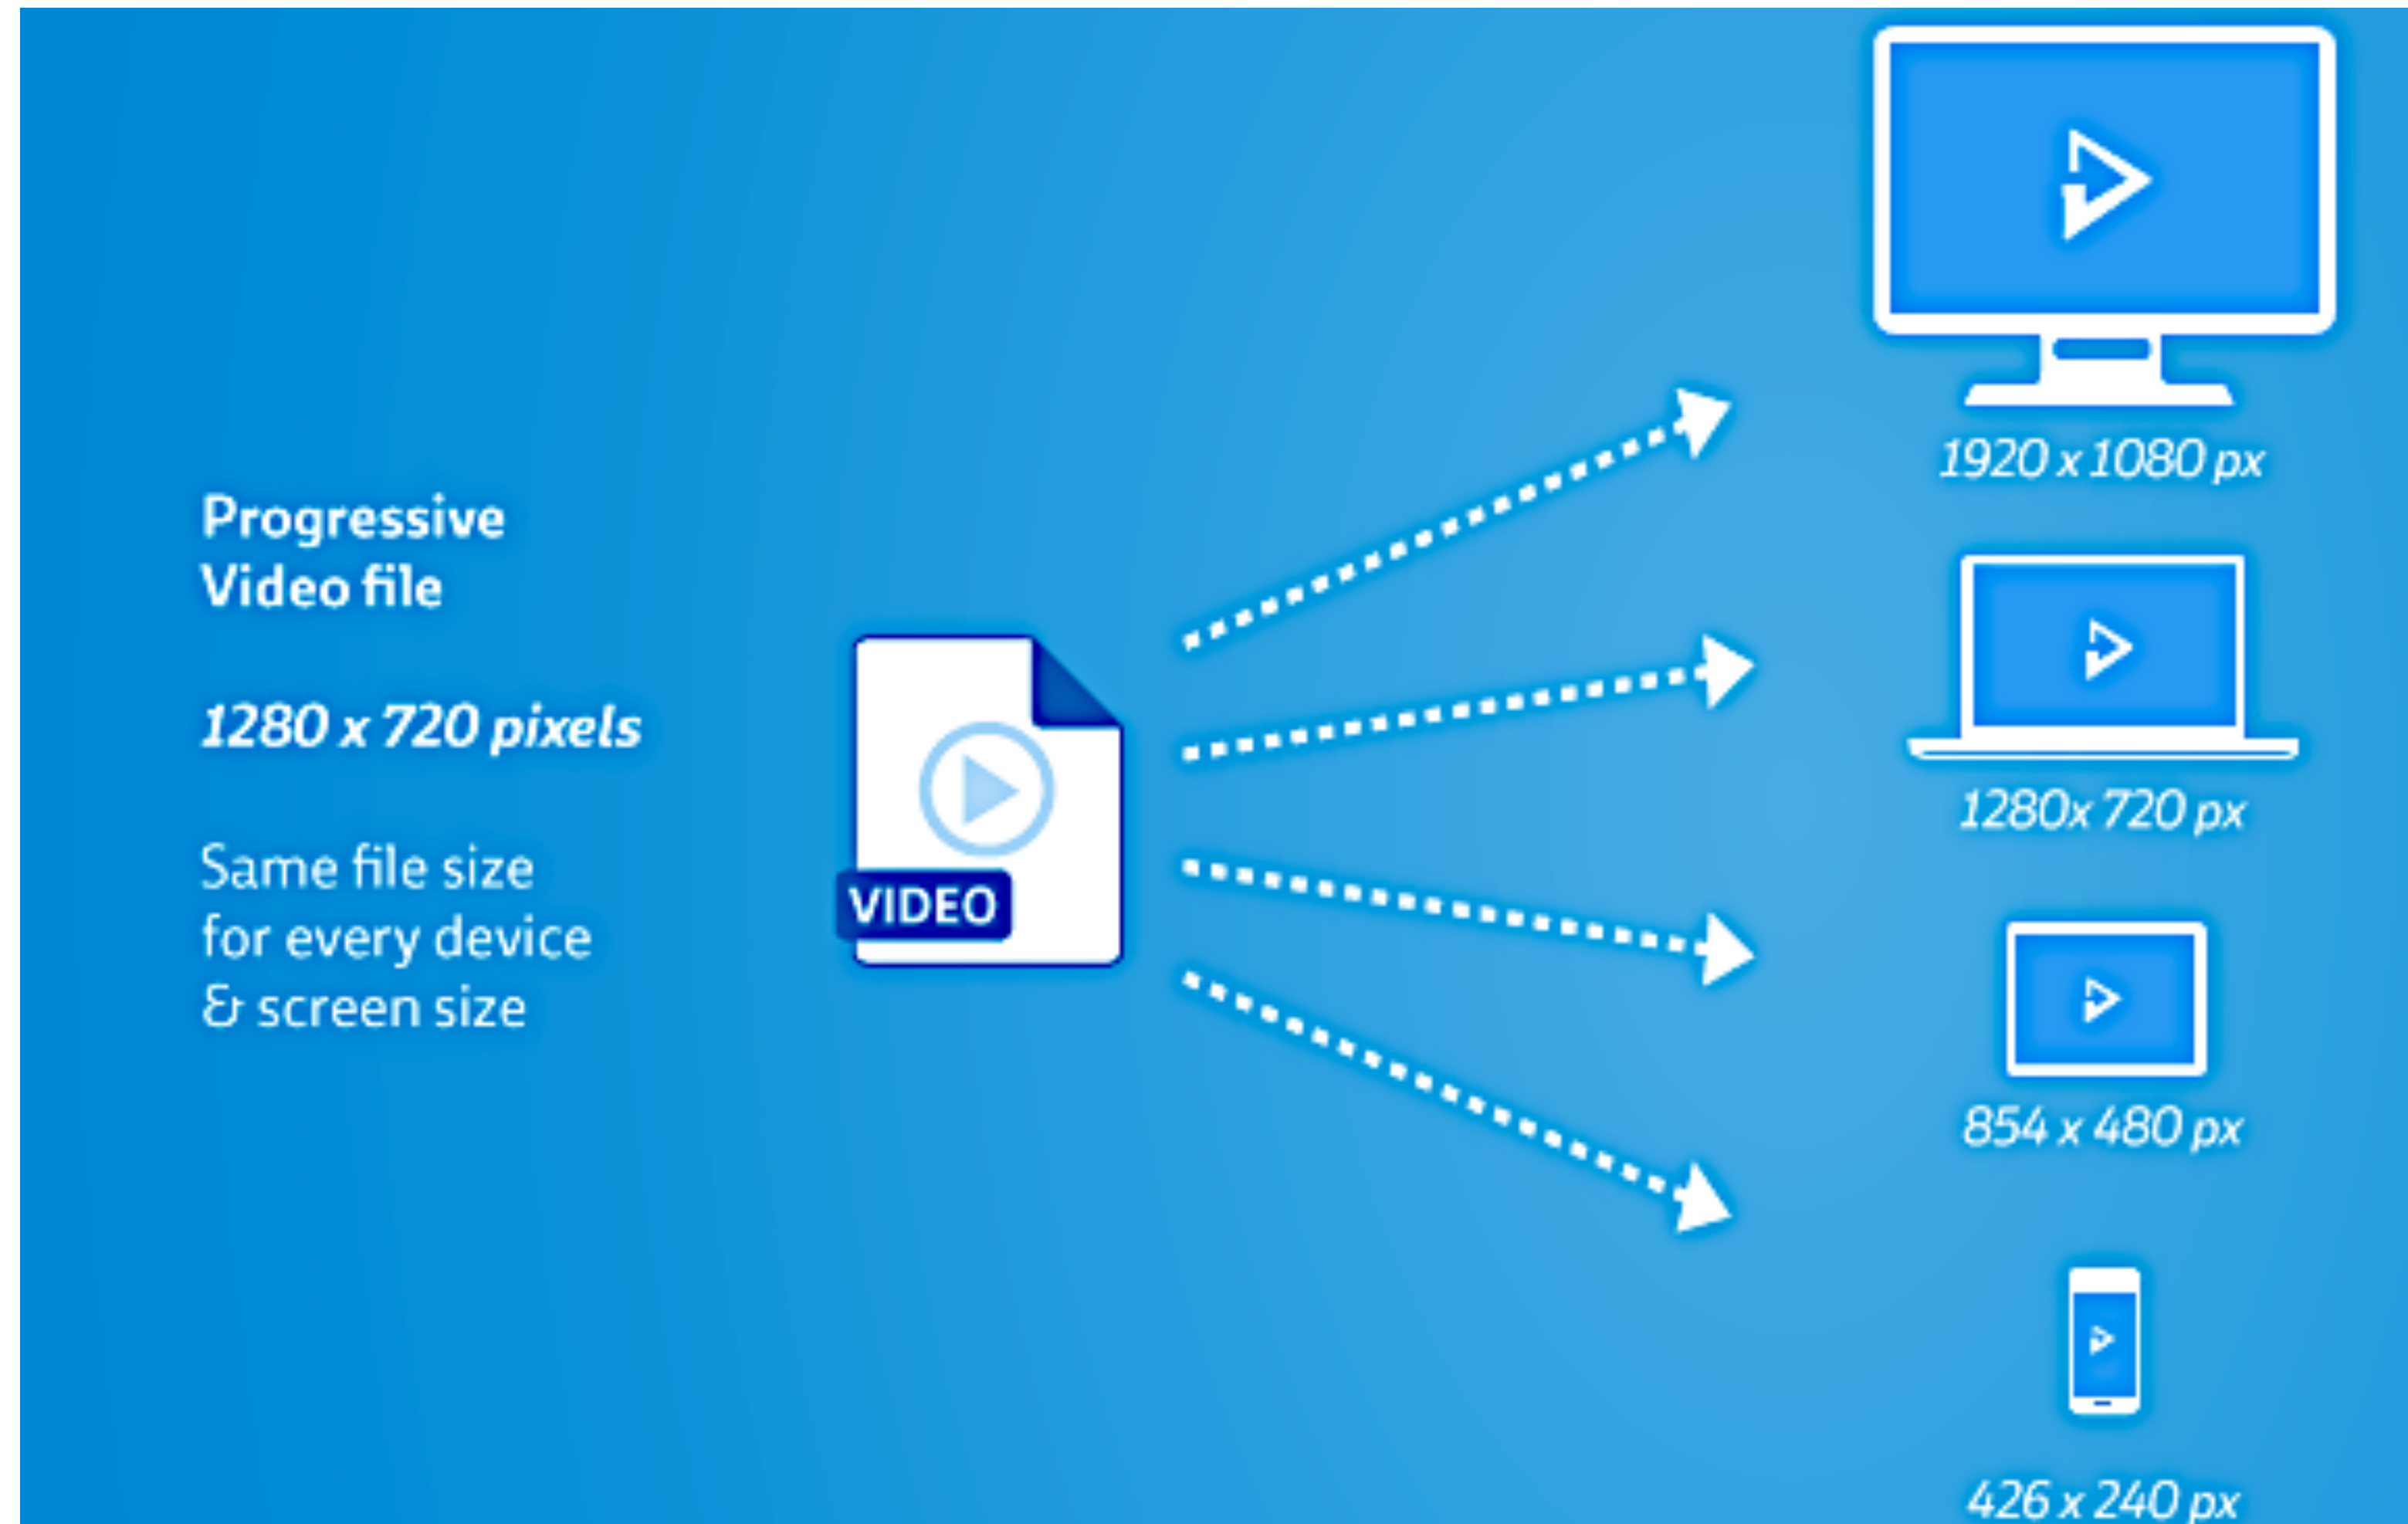 Progressive
Video file
1280 x 720 pixels
Same file size
for every device
& screen size
VIDEO
1920 x 1080 px
1280x 720 px
854 x 480 px
426 x 240 px